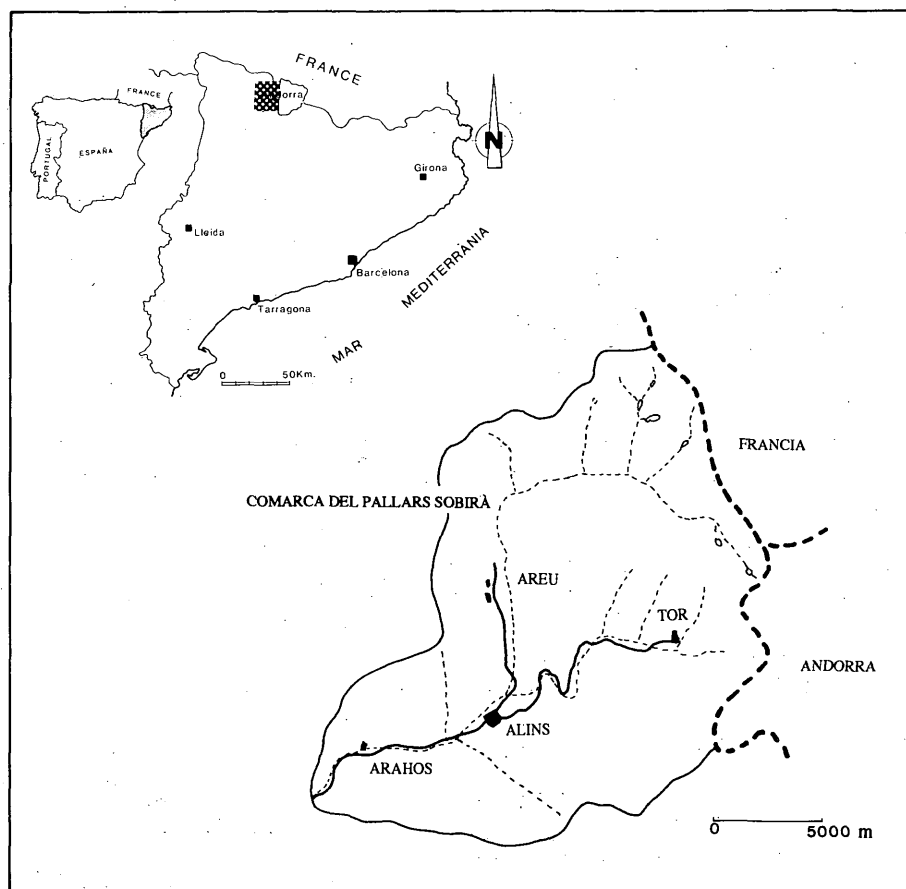 FRANCE
FRANCE
orra
PORTUGAL
ESPAÑA
N
Girona
Lleida
Barcelona
MAR MEDITERRÀNIA
Tarragona
0 50Km.
FRANCIA
COMARCA DEL PALLARS SOBIRÀ
AREU
TOR
ANDORRA
ALINS
ARAHOS
0 5000 m